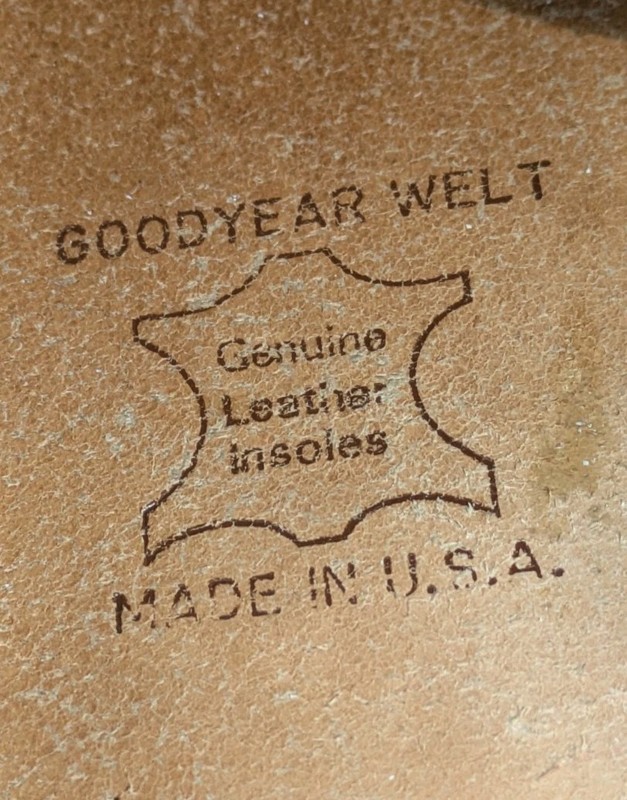 GOODYEAR WELT
Genuine
Leather
Insoles
MADE IN U.S.A.